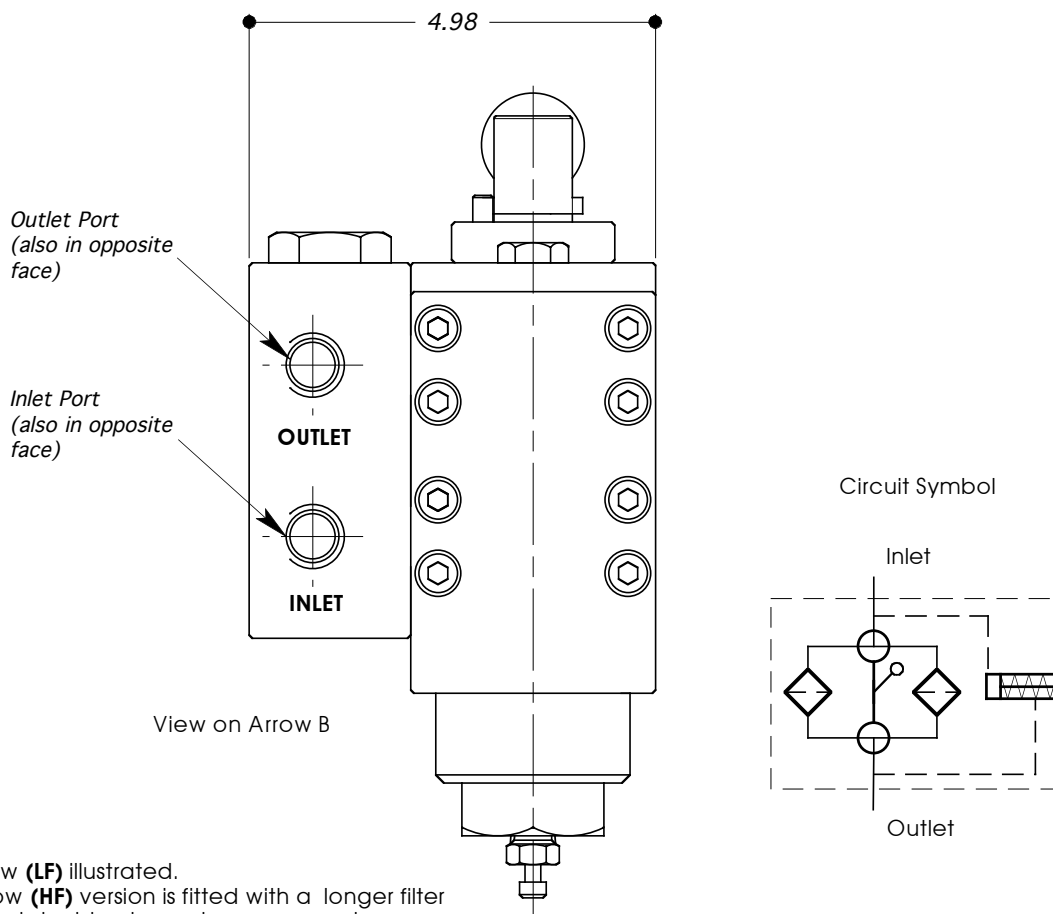 4.98
Outlet Port
(also in opposite
face)
Inlet Port
(also in opposite
face)
OUTLET
INLET
View on Arrow B
Circuit Symbol
Inlet
Outlet
(LF) illustrated.
(HF) version is fitted with a longer filter